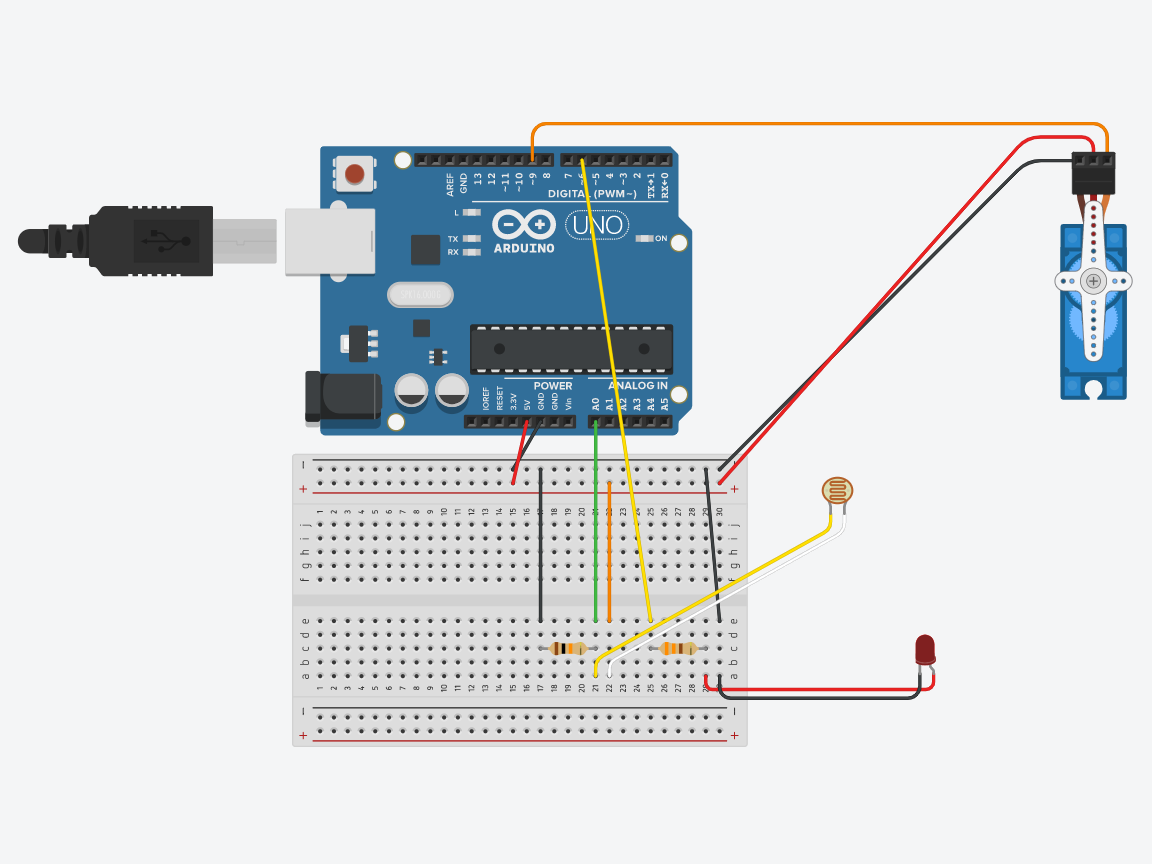 AREF
GND
13
12
~11
~10
~9
8
7
~6
~5
4
~3
2
TX→1
RX←0
DIGITAL (PWM~)
L
TX
RX
ARDUINO
UNO
ON
POWER
ANALOG IN
IOREF
RESET
3.3V
5V
GND
GND
Vin
A0
A1
A2
A3
A4
A5
− −
+ +
1 2 3 4 5 6 7 8 9 10 11 12 13 14 15 16 17 18 19 20 21 22 23 24 25 26 27 28 29 30
j j
i i
h h
g g
f f
e e
d d
c c
b b
a a
1 2 3 4 5 6 7 8 9 10 11 12 13 14 15 16 17 18 19 20 21 22 23 24 25 26 27 28 29 30
− −
+ +